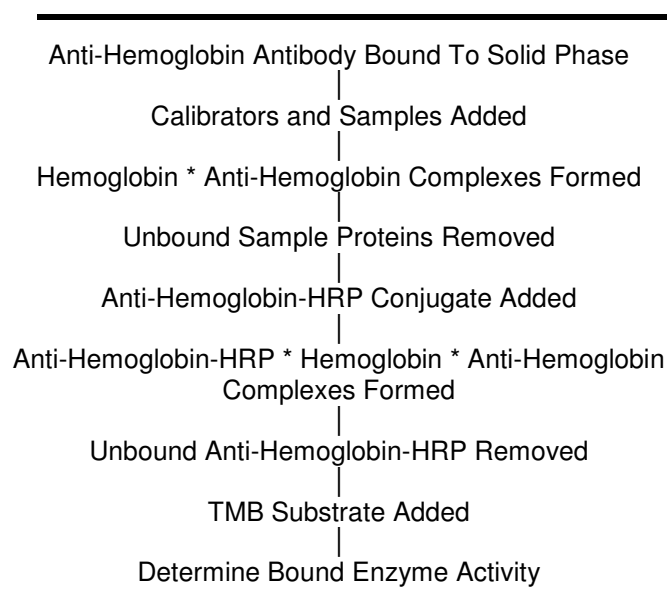 Anti-Hemoglobin Antibody Bound To Solid Phase
Calibrators and Samples Added
Hemoglobin * Anti-Hemoglobin Complexes Formed
Unbound Sample Proteins Removed
Anti-Hemoglobin-HRP Conjugate Added
Anti-Hemoglobin-HRP * Hemoglobin * Anti-Hemoglobin
Complexes Formed
Unbound Anti-Hemoglobin-HRP Removed
TMB Substrate Added
Determine Bound Enzyme Activity